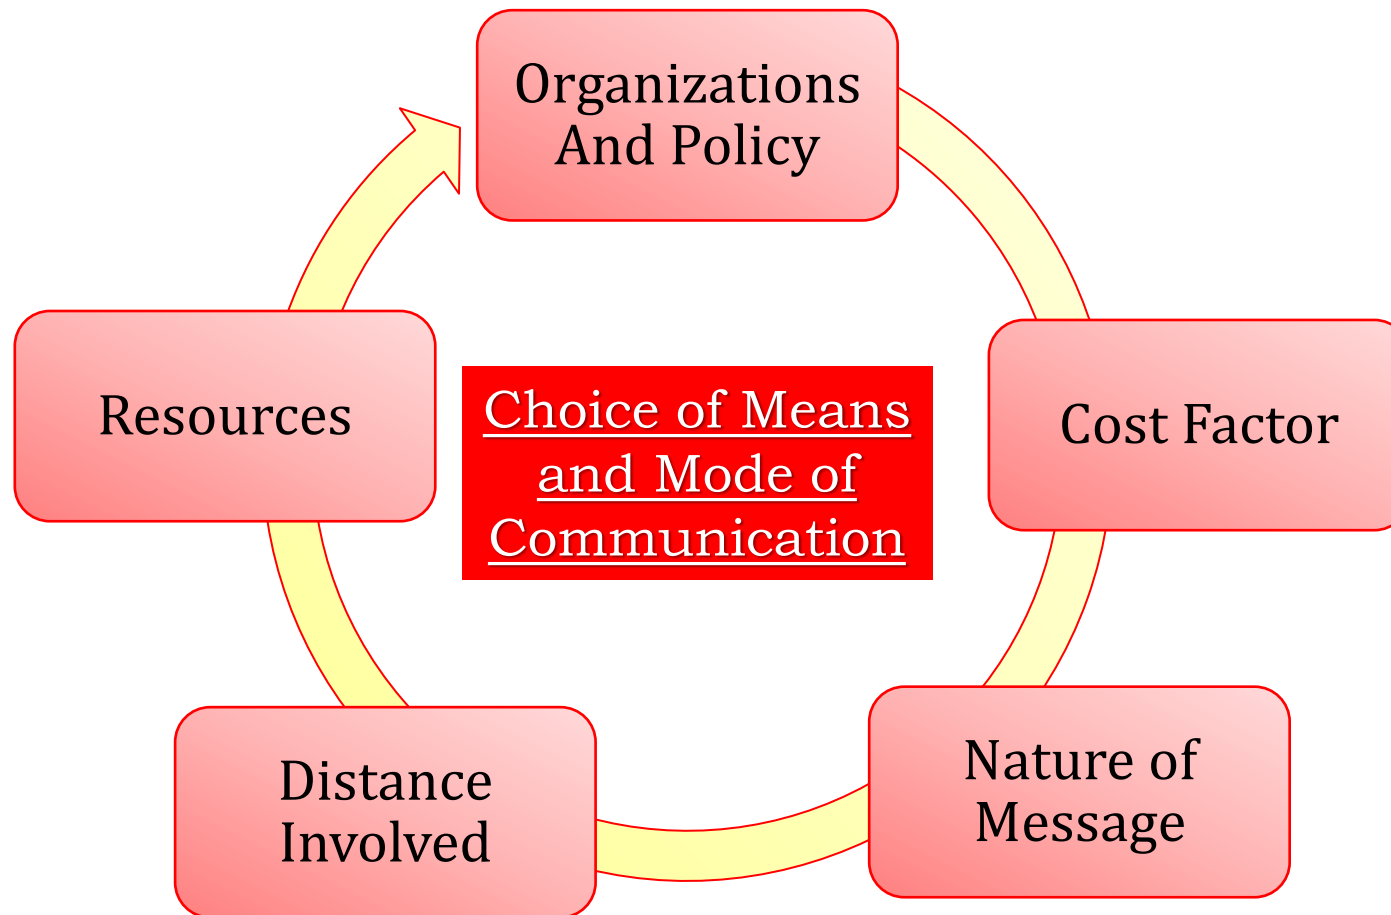 Organizations
And Policy
Cost Factor
Nature of
Message
Distance
Involved
Resources
Choice of Means
and Mode of
Communication